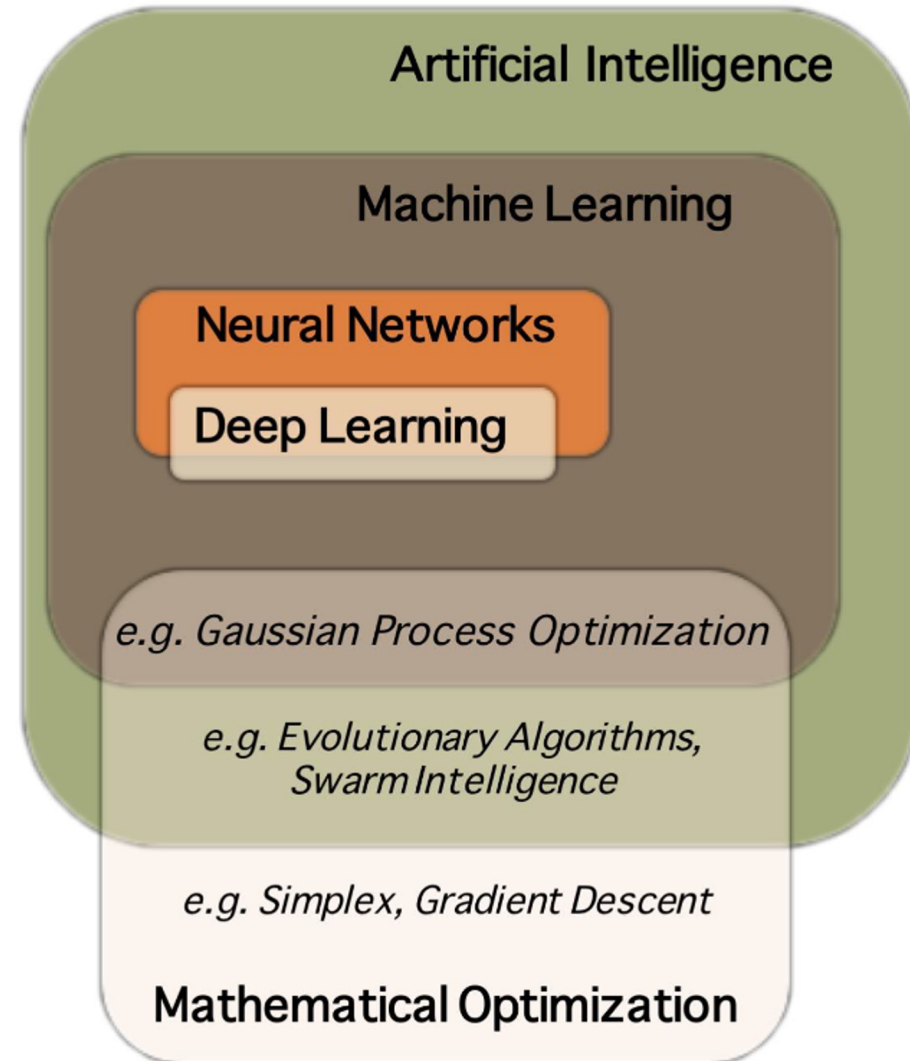 Artificial Intelligence
Machine Learning
Neural Networks
Deep Learning
e.g. Gaussian Process Optimization
e.g. Evolutionary Algorithms,
Swarm Intelligence
e.g. Simplex, Gradient Descent
Mathematical Optimization